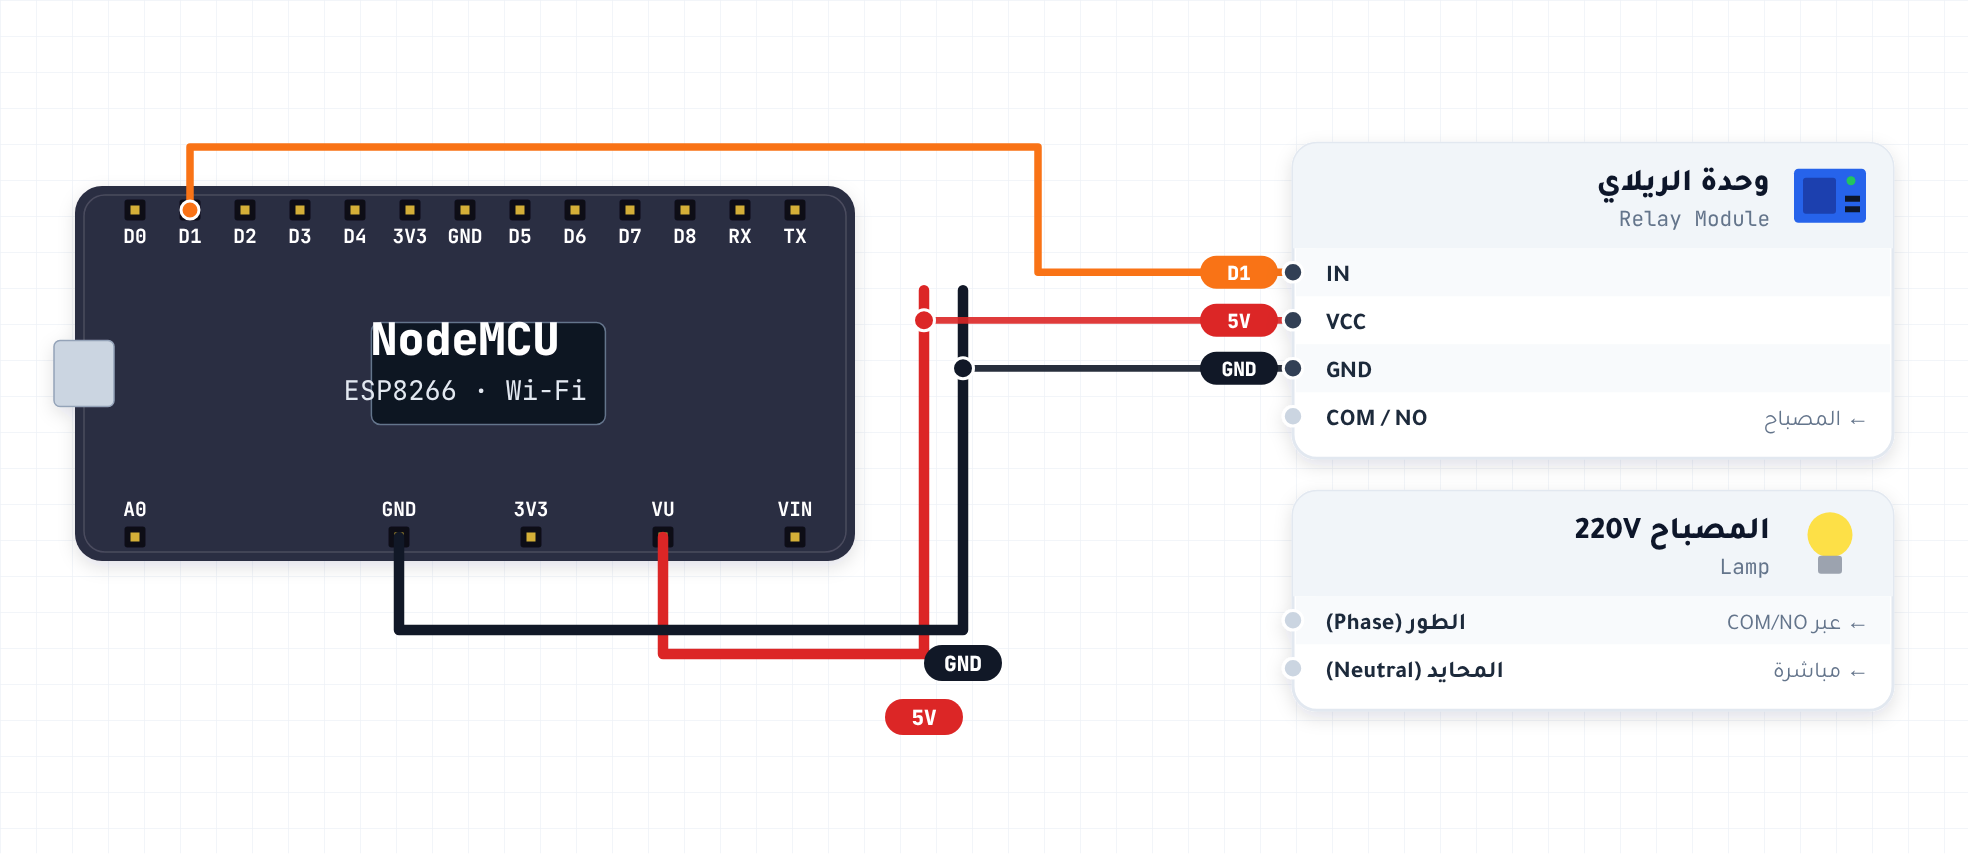 D0 D1 D2 D3 D4 3V3 GND D5 D6 D7 D8 RX TX
NodeMCU
ESP8266 · Wi-Fi
A0 GND 3V3 VU VIN
GND
5V
D1
5V
GND
وحدة الريلاي
Relay Module
IN
VCC
GND
COM / NO
← المصباح
المصباح 220V
Lamp
الطور (Phase)
← عبر COM/NO
المحايد (Neutral)
← مباشرة